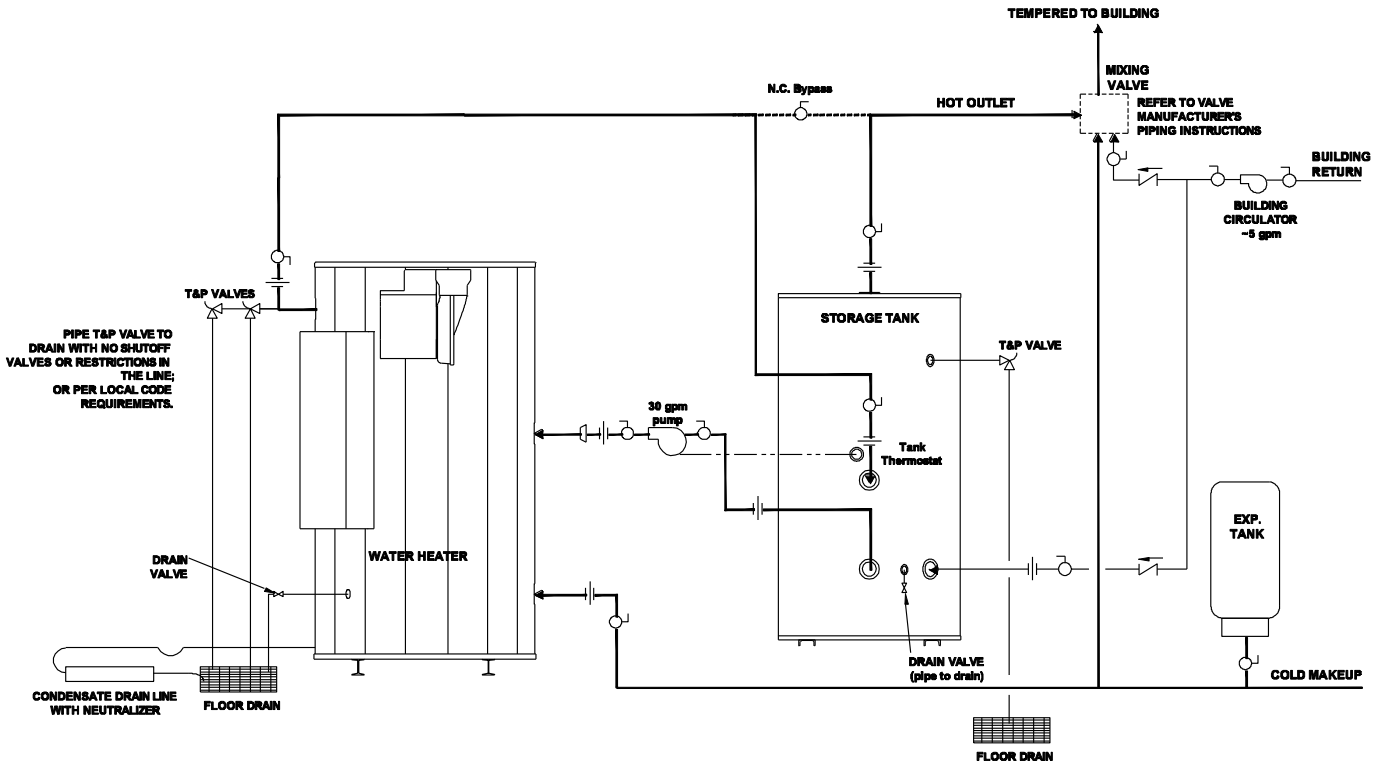 TEMPERED TO BUILDING
MIXING
VALVE
N.C. Bypass
HOT OUTLET
REFER TO VALVE
MANUFACTURER'S
PIPING INSTRUCTIONS
BUILDING
RETURN
BUILDING
CIRCULATOR
~5 gpm
T&P VALVES
PIPE T&P VALVE TO
DRAIN WITH NO SHUTOFF
VALVES OR RESTRICTIONS IN
THE LINE;
OR PER LOCAL CODE
REQUIREMENTS.
STORAGE TANK
T&P VALVE
30 gpm
pump
Tank
Thermostat
EXP.
TANK
WATER HEATER
DRAIN
VALVE
DRAIN VALVE
(pipe to drain)
COLD MAKEUP
CONDENSATE DRAIN LINE
WITH NEUTRALIZER
FLOOR DRAIN
FLOOR DRAIN